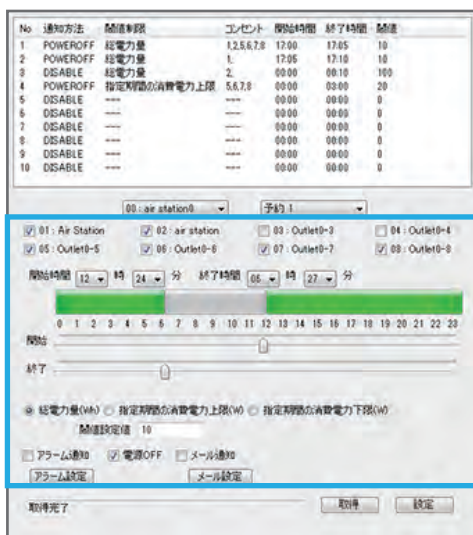 No 通知方法 閾値制限 コンセント 開始時間 終了時間 閾値
1 POWEROFF 総電力量 1,2,5,6,7,8 17:00 17:05 10
2 POWEROFF 総電力量 1, 17:05 17:10 10
3 DISABLE 総電力量 2, 00:00 00:10 100
4 POWEROFF 指定期間の消費電力上限 5,6,7,8 00:00 03:00 20
5 DISABLE ---- ---- 00:00 00:00 0
6 DISABLE ---- ---- 00:00 00:00 0
7 DISABLE ---- ---- 00:00 00:00 0
8 DISABLE ---- ---- 00:00 00:00 0
9 DISABLE ---- ---- 00:00 00:00 0
10 DISABLE ---- ---- 00:00 00:00 0
00 : air station0 予約 1
01 : Air Station 02 : air station 03 : Outlet0-3 04 : Outlet0-4
05 : Outlet0-5 06 : Outlet0-6 07 : Outlet0-7 08 : Outlet0-8
開始時間 12 時 24 分 終了時間 06 時 27 分
0 1 2 3 4 5 6 7 8 9 10 11 12 13 14 15 16 17 18 19 20 21 22 23
開始
終了
総電力量(Wh) 指定期間の消費電力上限(W) 指定期間の消費電力下限(W)
閾値設定値 10
アラーム通知 電源OFF メール通知
アラーム設定 メール設定
取得完了 取得 設定